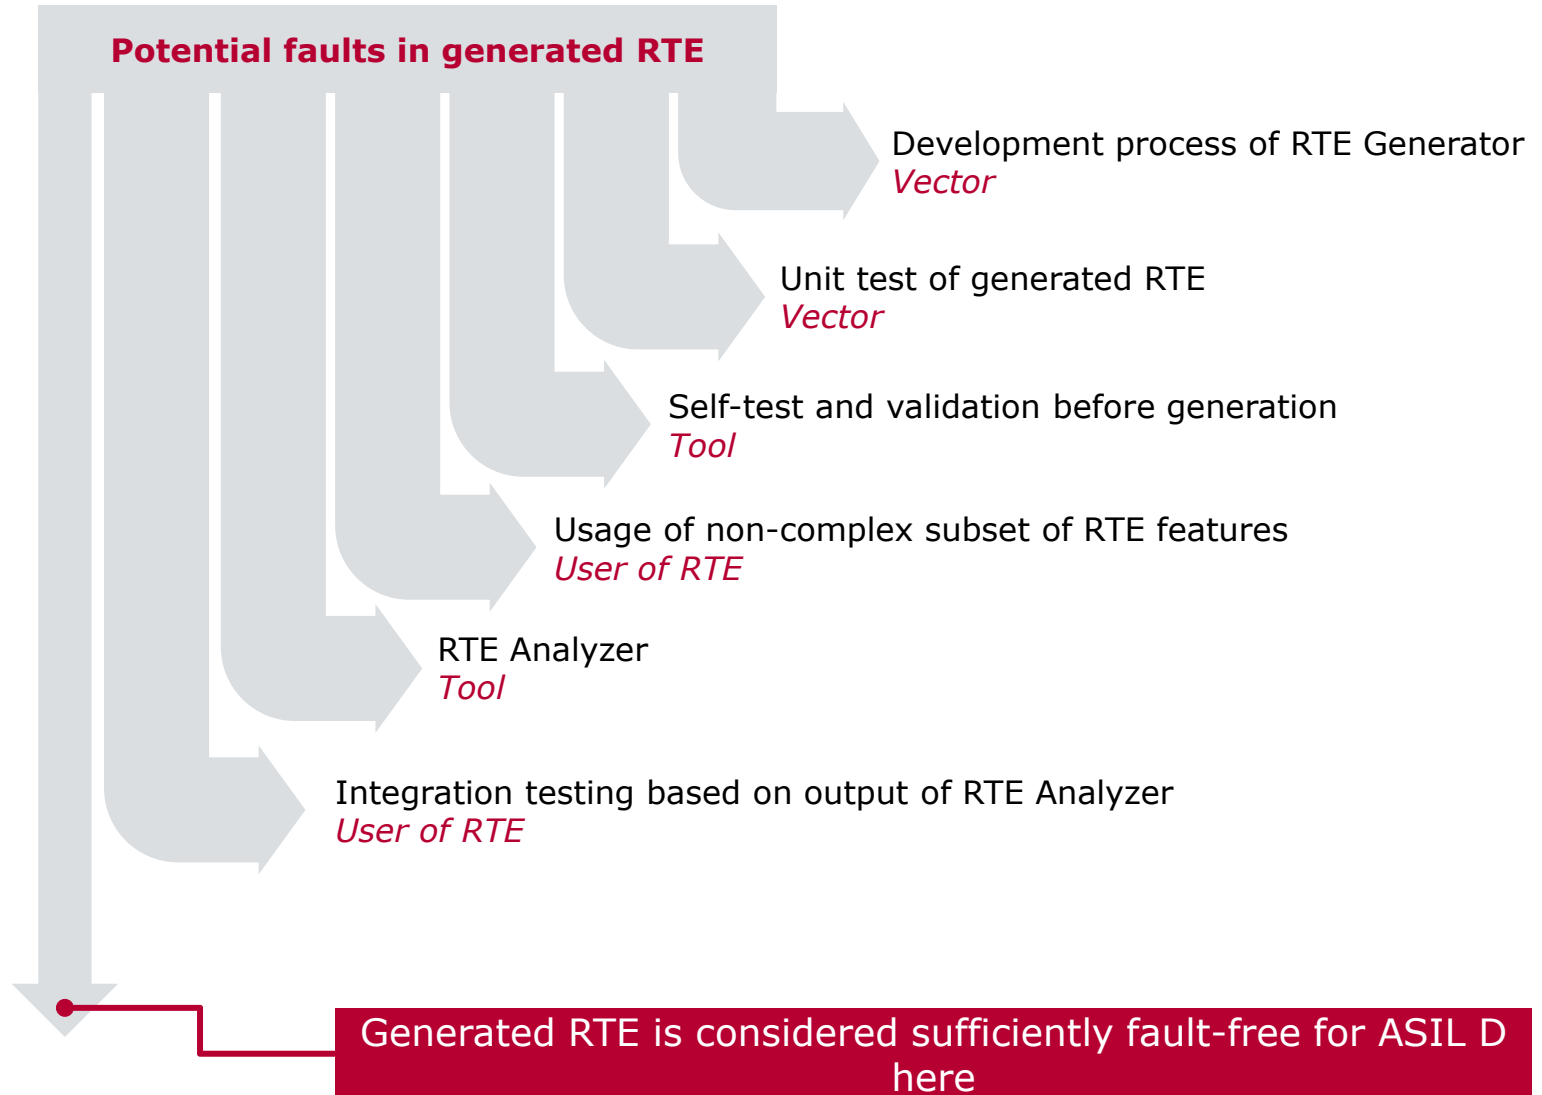 Potential faults in generated RTE
Development process of RTE Generator
Vector
Unit test of generated RTE
Vector
Self-test and validation before generation
Tool
Usage of non-complex subset of RTE features
User of RTE
RTE Analyzer
Tool
Integration testing based on output of RTE Analyzer
User of RTE
Generated RTE is considered sufficiently fault-free for ASIL D
here